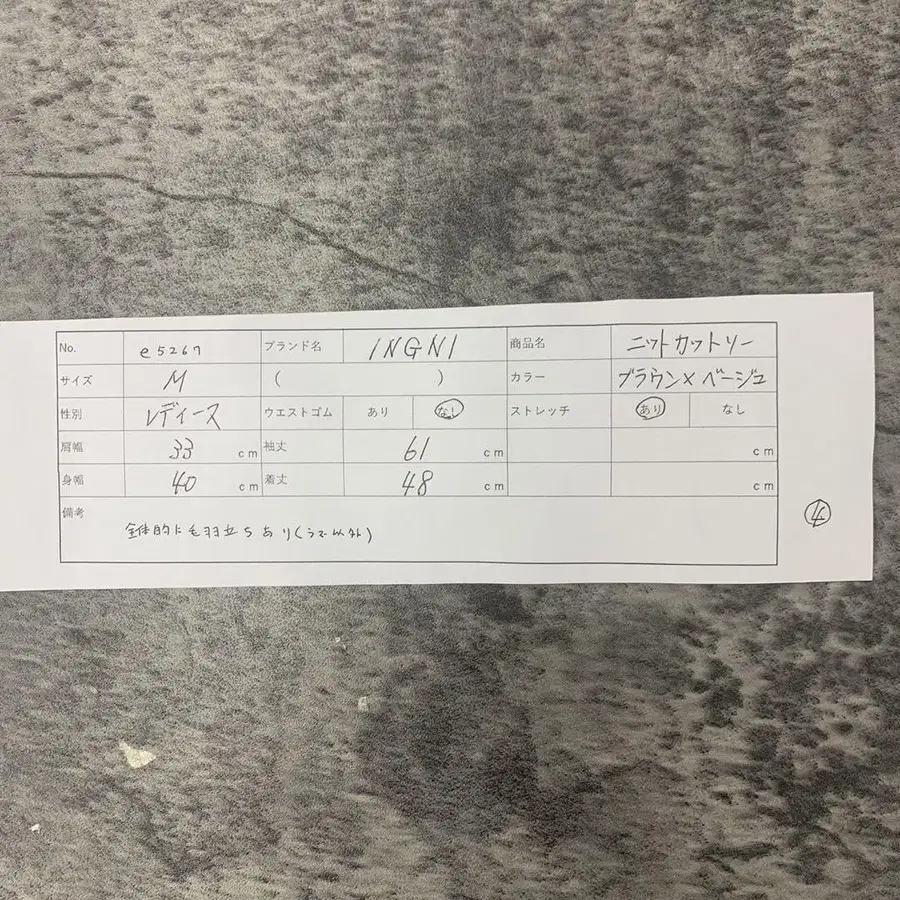 No. e5267 ブランド名 INGNI 商品名 ニットカットソー
サイズ M ( ) カラー ブラウン×ベージュ
性別 レディース ウエストゴム あり なし ストレッチ あり なし
肩幅 33 cm 袖丈 61 cm cm
身幅 40 cm 着丈 48 cm cm
備考
全体的に毛羽立ちあり(うで以外)
4